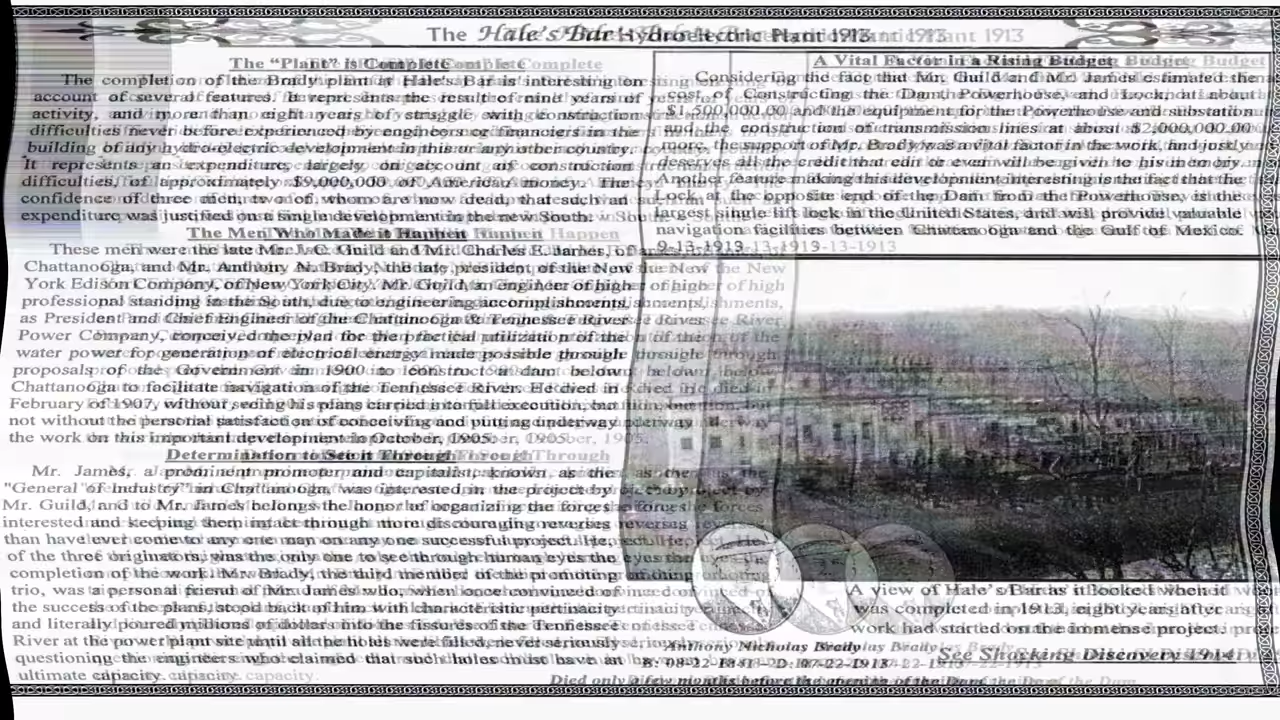 The Hale's Bar Hydroelectric Plant 1913
The "Plant" is Complete
The completion of the Brady plant at Hale's Bar is interesting on
account of several features. It represents the result of nine years of
activity, and more than eight years of struggle with construction
difficulties never before experienced by engineers or financiers in the
building of any hydro-electric development in this or any other country.
It represents an expenditure, largely on account of construction
difficulties, of approximately $9,000,000 of American money. The
confidence of three men, two of whom are now dead, that such an
expenditure was justified on a single development in the new South.
The Men Who Made it Happen
These men were the late Mr. J.C. Guild and Mr. Charles E. James, of
Chattanooga, and Mr. Anthony N. Brady, the late president of the New
York Edison Company, of New York City. Mr. Guild, an engineer of high
professional standing in the South, due to engineering accomplishments,
as President and Chief Engineer of the Chattanooga & Tennessee River
Power Company, conceived the plan for the practical utilization of the
water power for generation of electrical energy made possible through
proposals of the Government in 1900 to construct a dam below
Chattanooga to facilitate navigation of the Tennessee River. He died in
February of 1907, without seeing his plans carried into full execution, but
not without the personal satisfaction of conceiving and putting underway
the work on this important development in October, 1905.
Determination to See it Through
Mr. James, a prominent promoter and capitalist, known as the
"General of Industry" in Chattanooga, was interested in the project by
Mr. Guild, and to Mr. James belongs the honor of organizing the forces
interested and keeping them intact through more discouraging reverses
than have ever come to any one man on any one successful project. He,
of the three originators, was the only one to see through human eyes the
completion of the work. Mr. Brady, the third member of the promoting
trio, was a personal friend of Mr. James who, when once convinced of
the success of the plans, stood back of him with characteristic pertinacity
and literally poured millions of dollars into the fissures of the Tennessee
River at the power plant site until all the holes were filled, never seriously
questioning the engineers who claimed that such holes must have an
ultimate capacity.
A Vital Factor In a Rising Budget
Considering the fact that Mr. Guild and Mr. James estimated the
cost of Constructing the Dam, Powerhouse, and Lock, at about
$1,500,000.00 and the equipment for the Powerhouse and substation
and the construction of transmission lines at about $2,000,000.00
more, the support of Mr. Brady was a vital factor in the work, and justly
deserves all the credit that edit or ever will be given to his memory.
Another feature making this development interesting is the fact that the
Lock, at the opposite end of the Dam from the Powerhouse, is the
largest single lift lock in the United States, and will provide valuable
navigation facilities between Chattanooga and the Gulf of Mexico.
9-13-1913
A view of Hale's Bar as it looked when it
was completed in 1913, eight years after
work had started on the immense project.
Anthony Nicholas Brady
See Shocking Discovery 1914
Died only a few months before the opening of the Dam